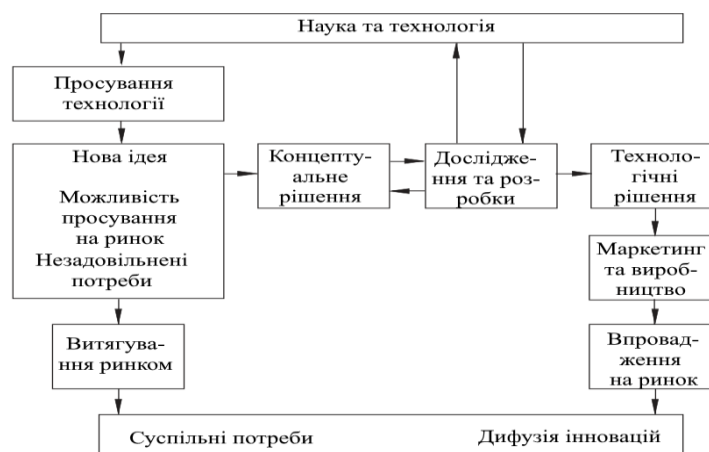 Наука та технологія
Просування
технології
Нова ідея
Можливість
просування
на ринок
Незадовільнені
потреби
Концепту-
альне
рішення
Дослідже-
ння та роз-
робки
Техноло-
гічні
рішення
Маркетинг
та вироб-
ництво
Витягува-
ння ринком
Впровад-
ження
на ринок
Суспільні потреби
Дифузія інновацій